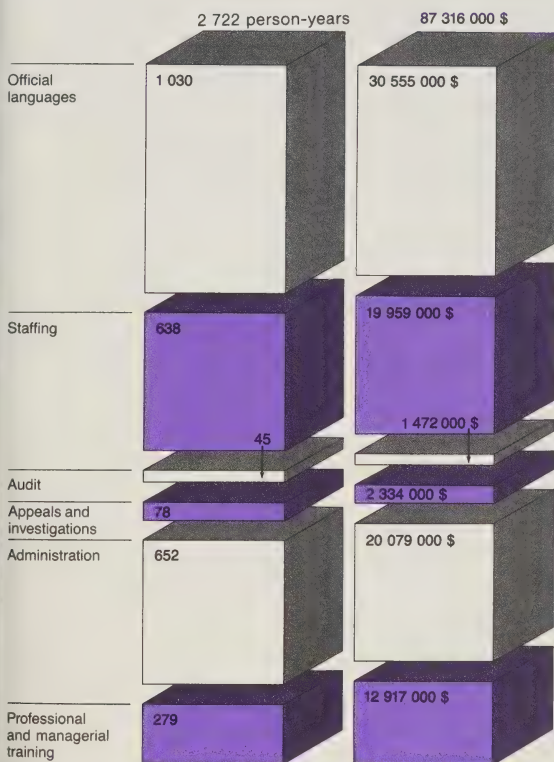 2 722 person-years
87 316 000 $
Official
languages
1 030
30 555 000 $
Staffing
638
19 959 000 $
45
1 472 000 $
Audit
Appeals and
investigations
78
2 334 000 $
Administration
652
20 079 000 $
Professional
and managerial
training
279
12 917 000 $